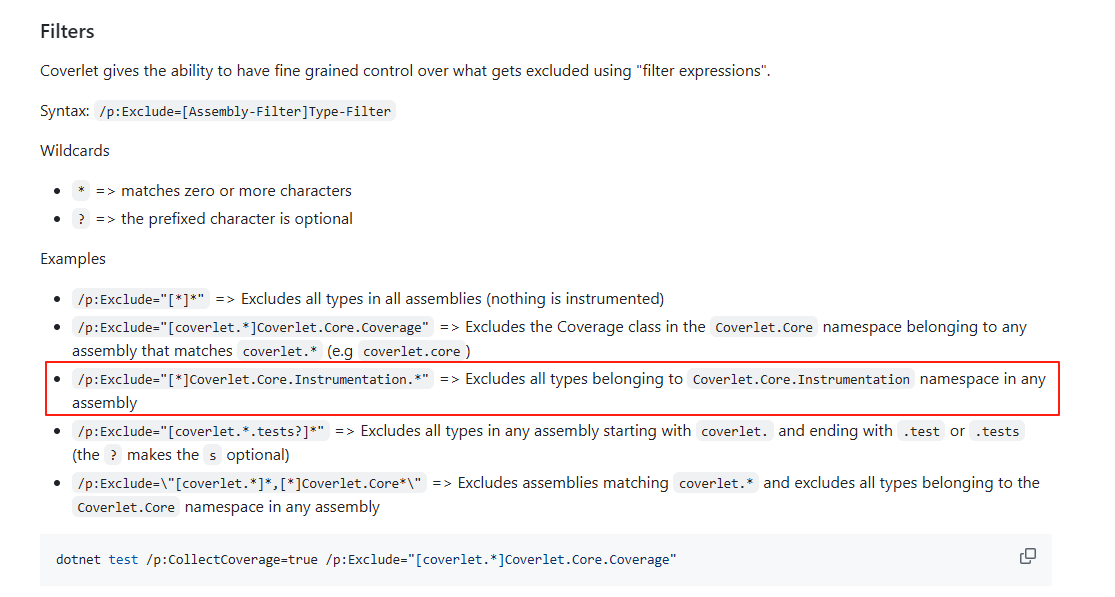 Filters
Coverlet gives the ability to have fine grained control over what gets excluded using "filter expressions".
Syntax: /p:Exclude=[Assembly-Filter]Type-Filter
Wildcards
* => matches zero or more characters
? => the prefixed character is optional
Examples
/p:Exclude="[*]*" => Excludes all types in all assemblies (nothing is instrumented)
/p:Exclude="[coverlet.*]Coverlet.Core.Coverage" => Excludes the Coverage class in the Coverlet.Core namespace belonging to any
assembly that matches coverlet.* (e.g coverlet.core )
/p:Exclude="[*]Coverlet.Core.Instrumentation.*" => Excludes all types belonging to Coverlet.Core.Instrumentation namespace in any
assembly
/p:Exclude="[coverlet.*.tests?]*" => Excludes all types in any assembly starting with coverlet. and ending with .test or .tests
(the ? makes the s optional)
/p:Exclude=\"[coverlet.*]*,[*]Coverlet.Core*\" => Excludes assemblies matching coverlet.* and excludes all types belonging to the
Coverlet.Core namespace in any assembly
dotnet test /p:CollectCoverage=true /p:Exclude="[coverlet.*]Coverlet.Core.Coverage"